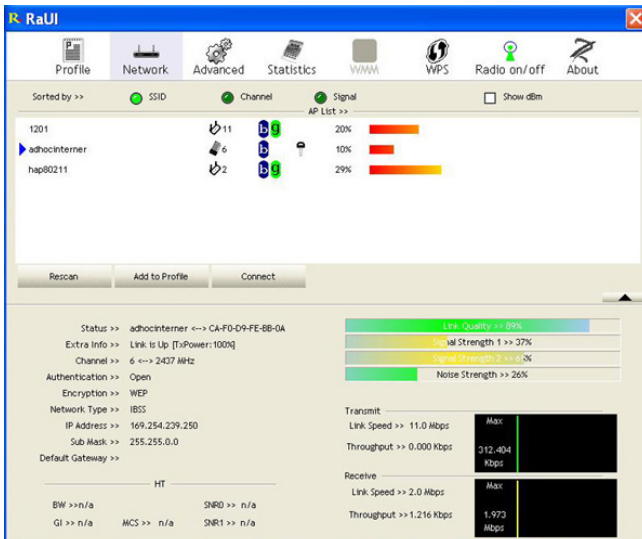 RaUI
Profile Network Advanced Statistics WMM WPS Radio on/off About
Sorted by >> SSID Channel Signal Show dBm
AP List >>
1201 11 b g 20%
adhocinterner 6 b 10%
hap80211 2 b g 29%
Rescan Add to Profile Connect
Status >> adhocinterner <--> CA-F0-D9-FE-BB-0A
Extra Info >> Link is Up [TxPower:100%]
Channel >> 6 <--> 2437 MHz
Authentication >> Open
Encryption >> WEP
Network Type >> IBSS
IP Address >> 169.254.239.250
Sub Mask >> 255.255.0.0
Default Gateway >>
HT
BW >>n/a SNR0 >> n/a
GI >>n/a MCS >> n/a SNR1 >> n/a
Link Quality >> 89%
Signal Strength 1 >> 37%
Signal Strength 2 >>
Noise Strength >> 26%
Transmit
Link Speed >> 11.0 Mbps
Throughput >> 0.000 Kbps
Max
312.404
Kbps
Receive
Link Speed >> 2.0 Mbps
Throughput >>1.216 Kbps
Max
1.973
Mbps